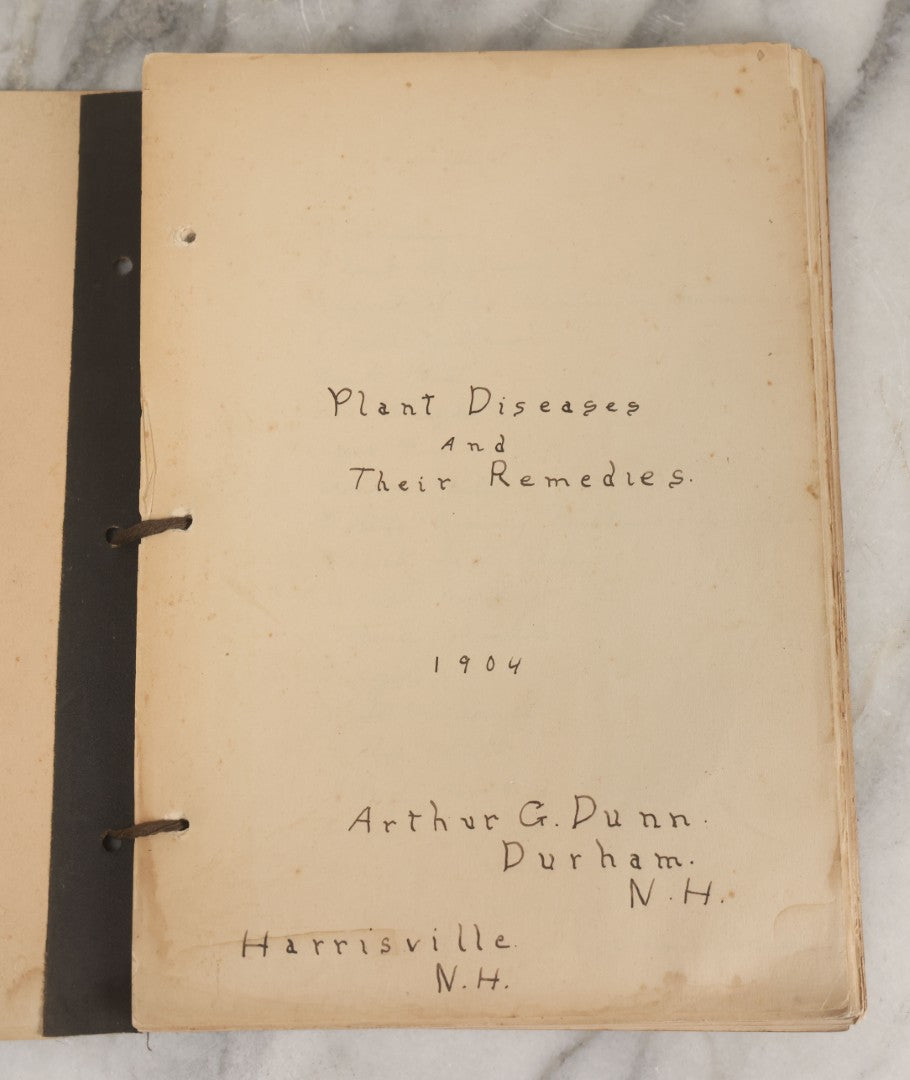 Plant Diseases
And
Their Remedies.
1904
Arthur G. Dunn.
Durham.
N.H.
Harrisville
N.H.